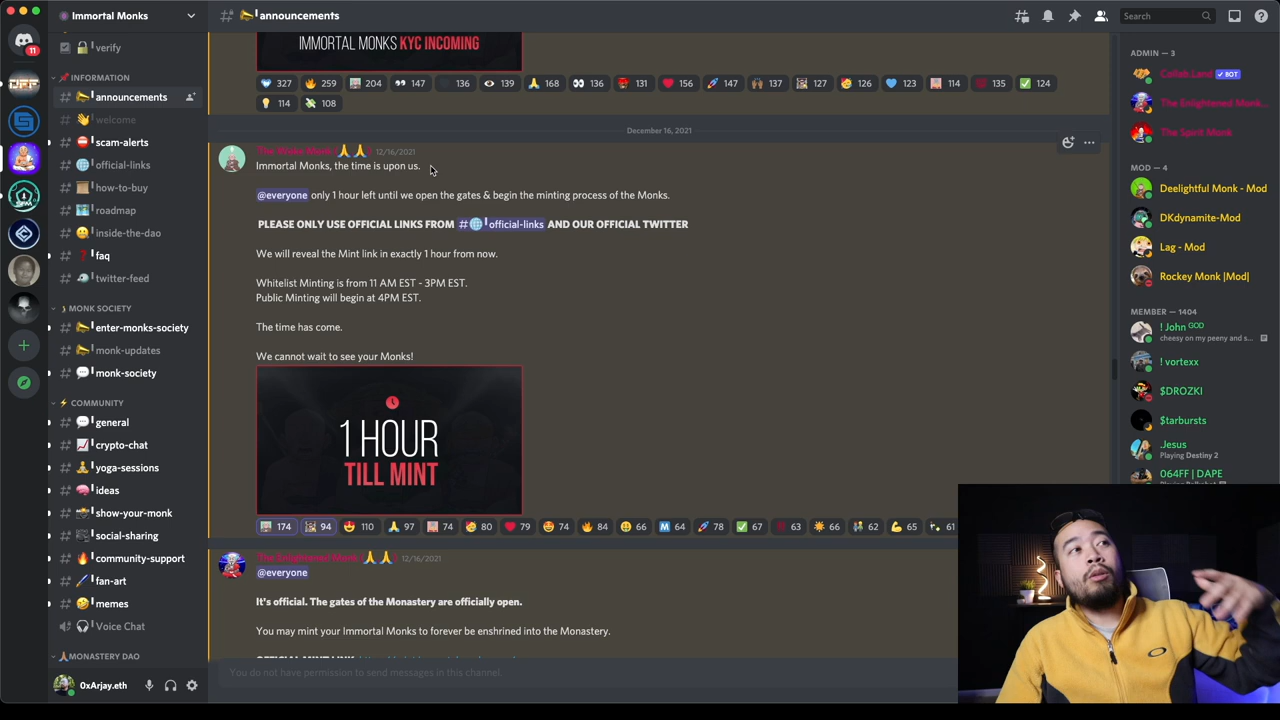 Immortal Monks
announcements
Search
11
verify
INFORMATION
announcements
welcome
scam-alerts
official-links
how-to-buy
roadmap
inside-the-dao
faq
twitter-feed
MONK SOCIETY
enter-monks-society
monk-updates
monk-society
COMMUNITY
general
crypto-chat
yoga-sessions
ideas
show-your-monk
social-sharing
community-support
fan-art
memes
Voice Chat
MONASTERY DAO
0xArjay.eth
IMMORTAL MONKS KYC INCOMING
327 259 204 147 136 139 168 136 131 156 147 137 127 126 123 114 135 124
114 108
December 16, 2021
12/16/2021
Immortal Monks, the time is upon us.
@everyone only 1 hour left until we open the gates & begin the minting process of the Monks.
PLEASE ONLY USE OFFICIAL LINKS FROM # official-links AND OUR OFFICIAL TWITTER
We will reveal the Mint link in exactly 1 hour from now.
Whitelist Minting is from 11 AM EST - 3PM EST.
Public Minting will begin at 4PM EST.
The time has come.
We cannot wait to see your Monks!
1 HOUR
TILL MINT
174 94 110 97 74 80 79 74 84 66 64 78 67 63 66 62 65 61
The Enlightened Monk 12/16/2021
@everyone
It's official. The gates of the Monastery are officially open.
You may mint your Immortal Monks to forever be enshrined into the Monastery.
You do not have permission to send messages in this channel.
ADMIN — 3
Collab.Land ✓ BOT
The Enlightened Monk...
The Spirit Monk
MOD — 4
Deelightful Monk - Mod
DKdynamite-Mod
Lag - Mod
Rockey Monk |Mod|
MEMBER — 1404
! John GOD
cheesy on my peeny and s...
! vortexx
$DROZKI
$tarbursts
.Jesus
Playing Destiny 2
064FF | DAPE